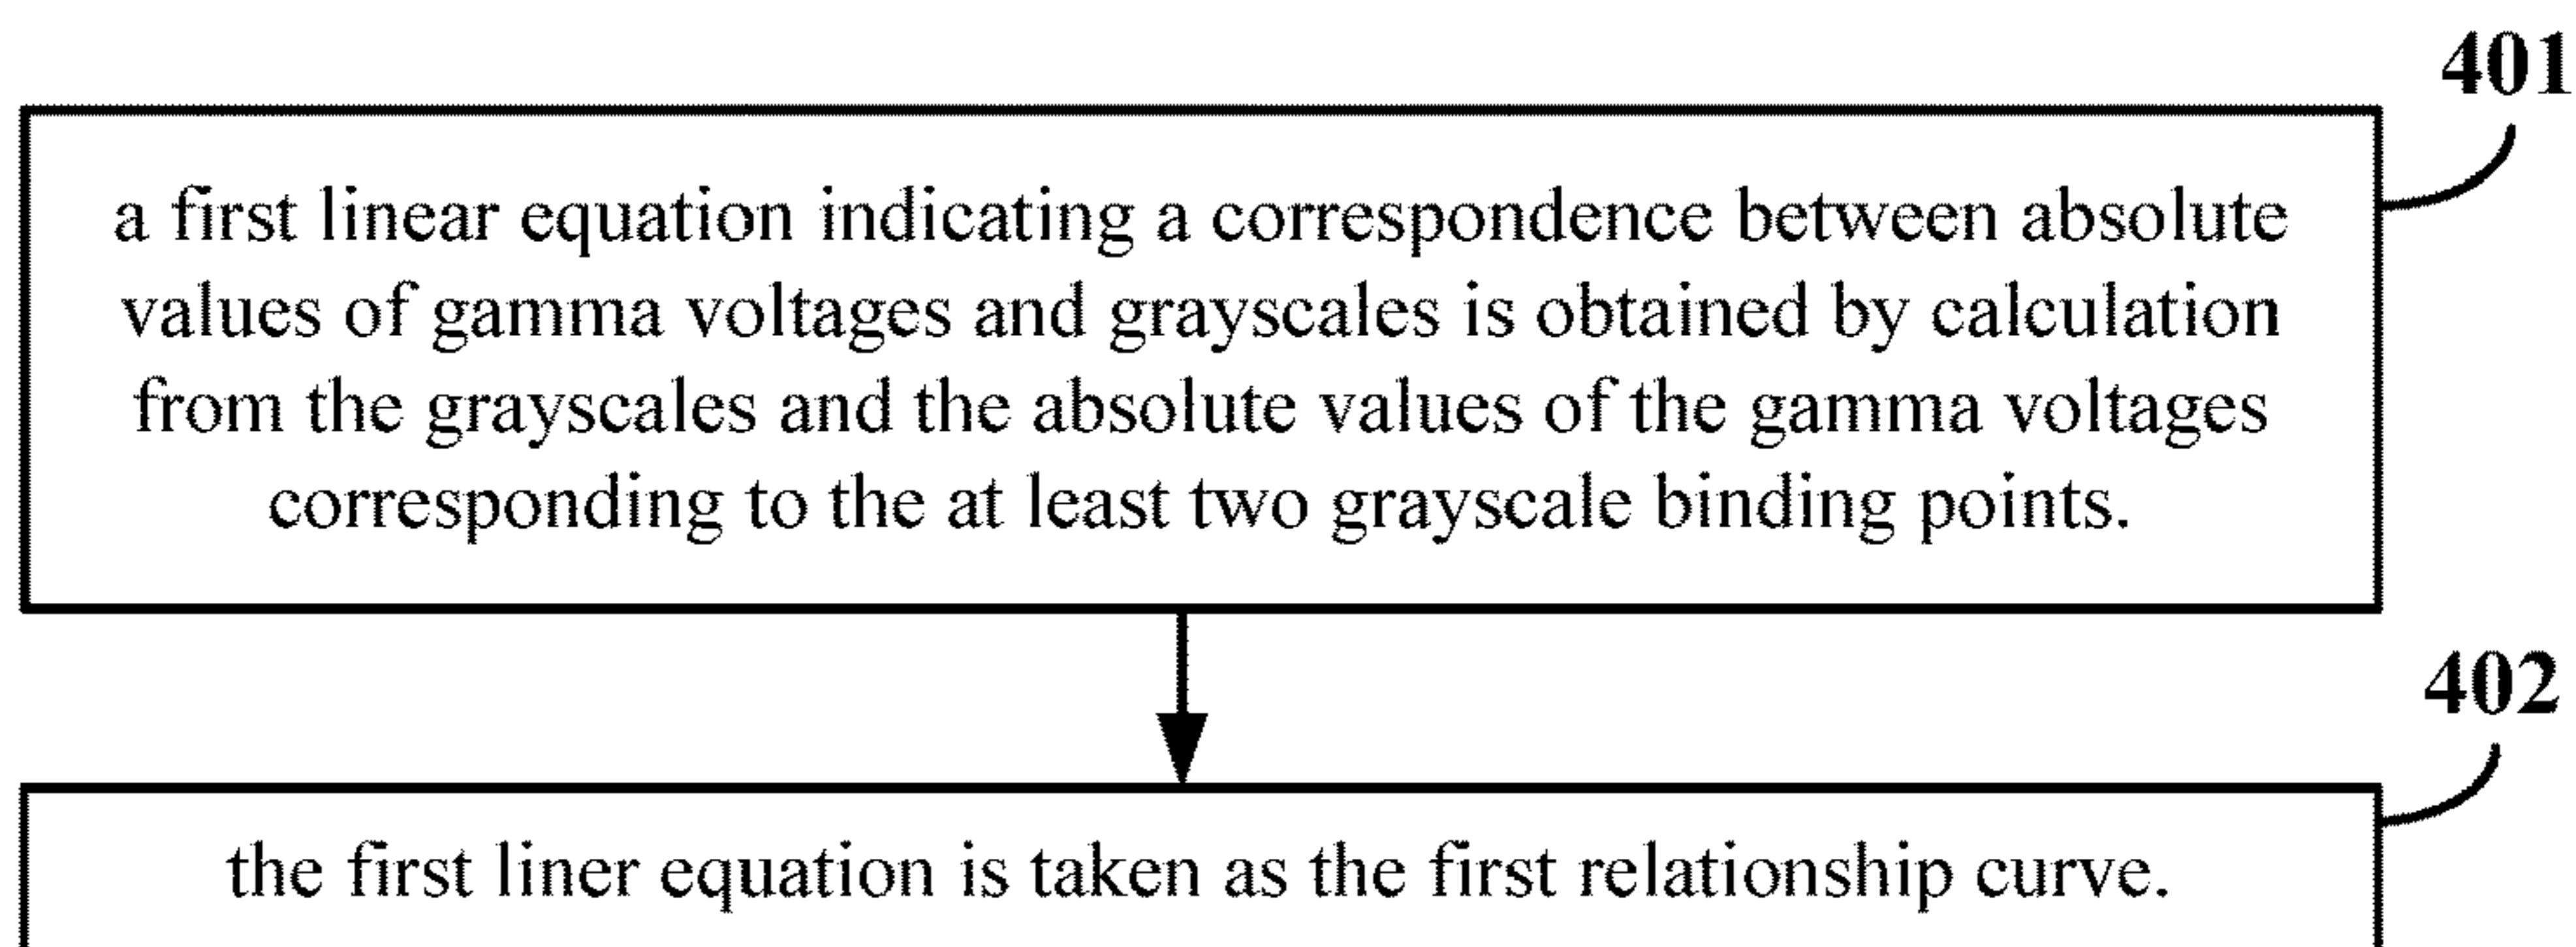 401
a first linear equation indicating a correspondence between absolute
values of gamma voltages and grayscales is obtained by calculation
from the grayscales and the absolute values of the gamma voltages
corresponding to the at least two grayscale binding points.
402
the first liner equation is taken as the first relationship curve.